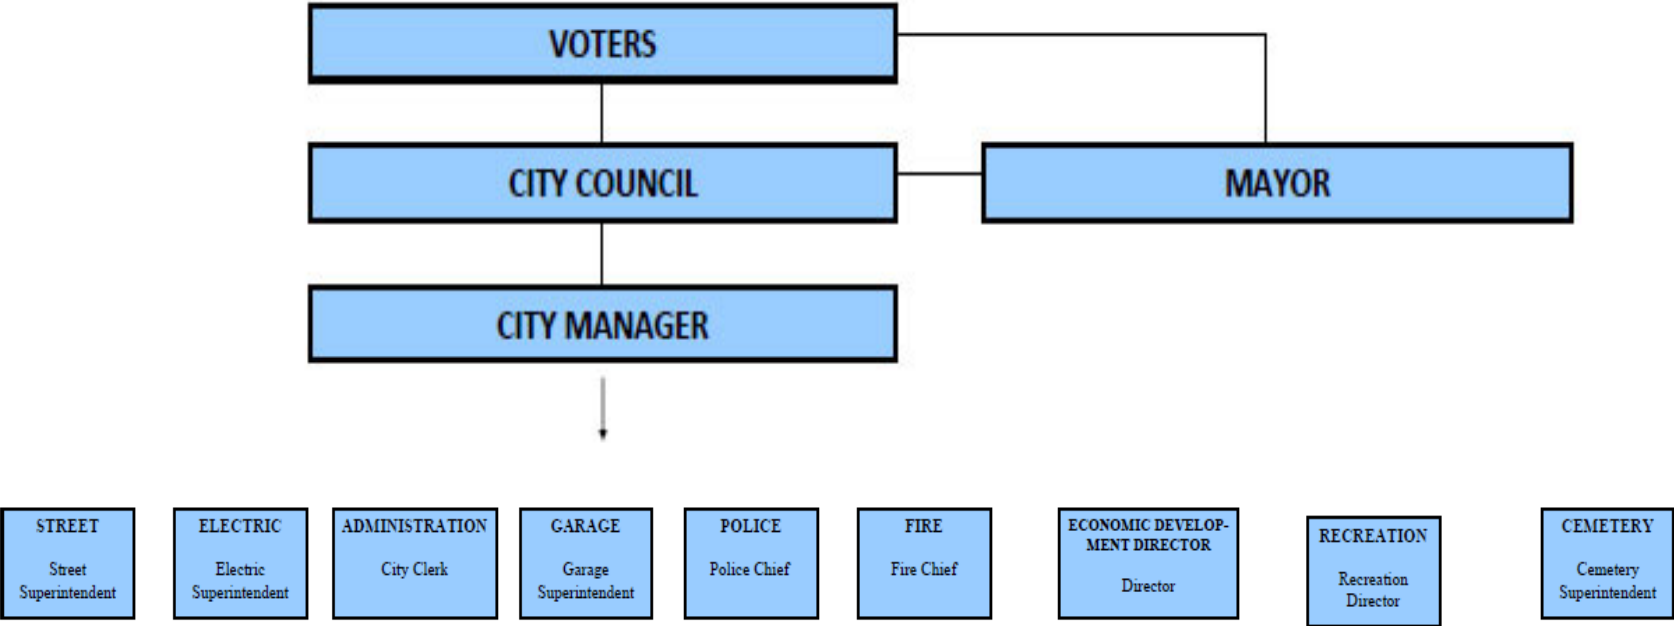 VOTERS
CITY COUNCIL
MAYOR
CITY MANAGER
STREET
Street
Superintendent
ELECTRIC
Electric
Superintendent
ADMINISTRATION
City Clerk
GARAGE
Garage
Superintendent
POLICE
Police Chief
FIRE
Fire Chief
ECONOMIC DEVELOP-
MENT DIRECTOR
Director
RECREATION
Recreation
Director
CEMETERY
Cemetery
Superintendent